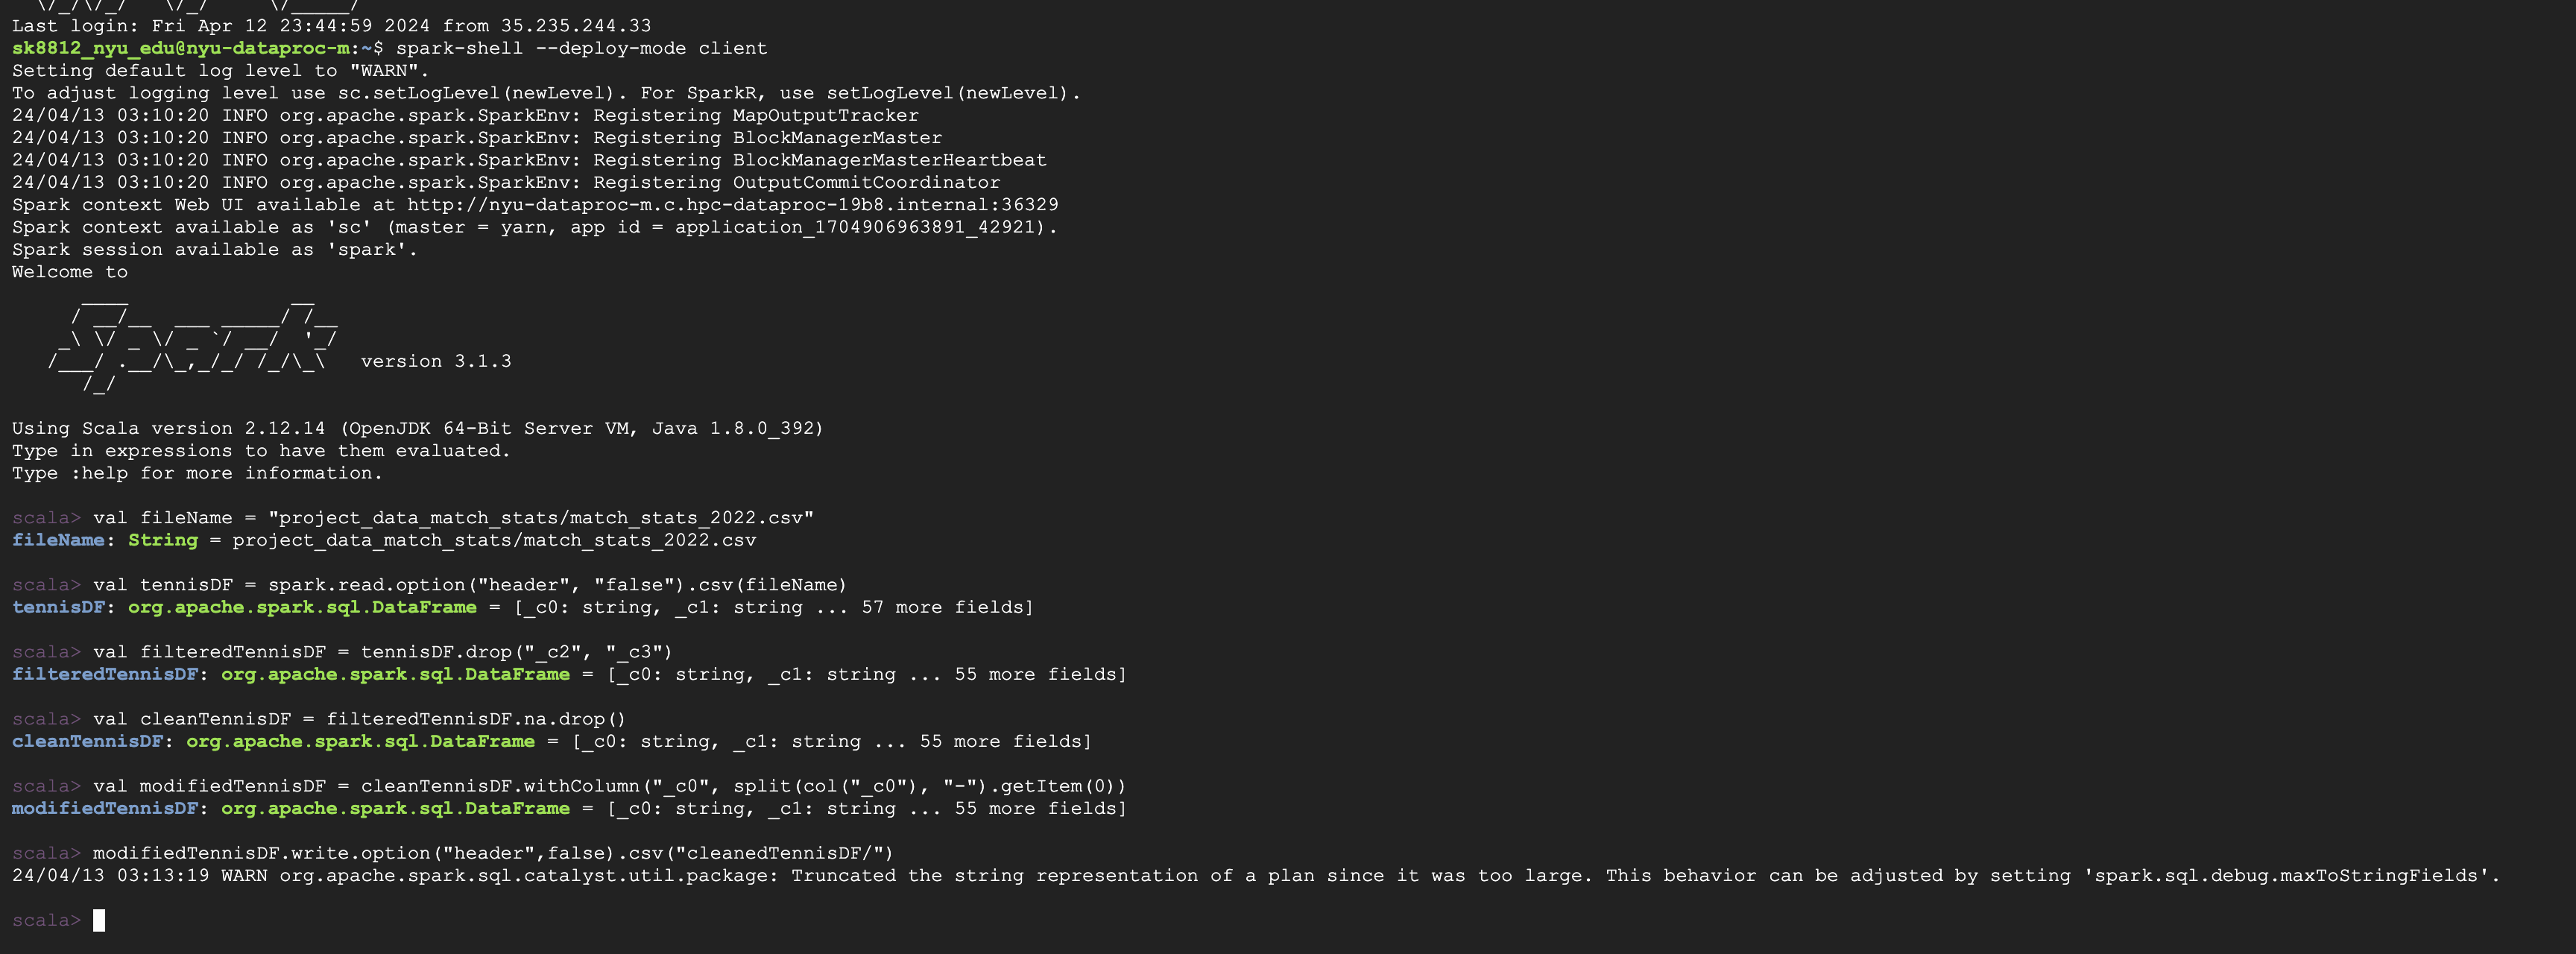 \/_/\/_/   \/_/     \/_____/
Last login: Fri Apr 12 23:44:59 2024 from 35.235.244.33
sk8812_nyu_edu@nyu-dataproc-m:~$ spark-shell --deploy-mode client
Setting default log level to "WARN".
To adjust logging level use sc.setLogLevel(newLevel). For SparkR, use setLogLevel(newLevel).
24/04/13 03:10:20 INFO org.apache.spark.SparkEnv: Registering MapOutputTracker
24/04/13 03:10:20 INFO org.apache.spark.SparkEnv: Registering BlockManagerMaster
24/04/13 03:10:20 INFO org.apache.spark.SparkEnv: Registering BlockManagerMasterHeartbeat
24/04/13 03:10:20 INFO org.apache.spark.SparkEnv: Registering OutputCommitCoordinator
Spark context Web UI available at http://nyu-dataproc-m.c.hpc-dataproc-19b8.internal:36329
Spark context available as 'sc' (master = yarn, app id = application_1704906963891_42921).
Spark session available as 'spark'.
Welcome to
      ____              __
     / __/__  ___ _____/ /__
    _\ \/ _ \/ _ `/ __/  '_/
   /___/ .__/\_,_/_/ /_/\_\   version 3.1.3
      /_/
Using Scala version 2.12.14 (OpenJDK 64-Bit Server VM, Java 1.8.0_392)
Type in expressions to have them evaluated.
Type :help for more information.
scala> val fileName = "project_data_match_stats/match_stats_2022.csv"
fileName: String = project_data_match_stats/match_stats_2022.csv
scala> val tennisDF = spark.read.option("header", "false").csv(fileName)
tennisDF: org.apache.spark.sql.DataFrame = [_c0: string, _c1: string ... 57 more fields]
scala> val filteredTennisDF = tennisDF.drop("_c2", "_c3")
filteredTennisDF: org.apache.spark.sql.DataFrame = [_c0: string, _c1: string ... 55 more fields]
scala> val cleanTennisDF = filteredTennisDF.na.drop()
cleanTennisDF: org.apache.spark.sql.DataFrame = [_c0: string, _c1: string ... 55 more fields]
scala> val modifiedTennisDF = cleanTennisDF.withColumn("_c0", split(col("_c0"), "-").getItem(0))
modifiedTennisDF: org.apache.spark.sql.DataFrame = [_c0: string, _c1: string ... 55 more fields]
scala> modifiedTennisDF.write.option("header",false).csv("cleanedTennisDF/")
24/04/13 03:13:19 WARN org.apache.spark.sql.catalyst.util.package: Truncated the string representation of a plan since it was too large. This behavior can be adjusted by setting 'spark.sql.debug.maxToStringFields'.
scala>